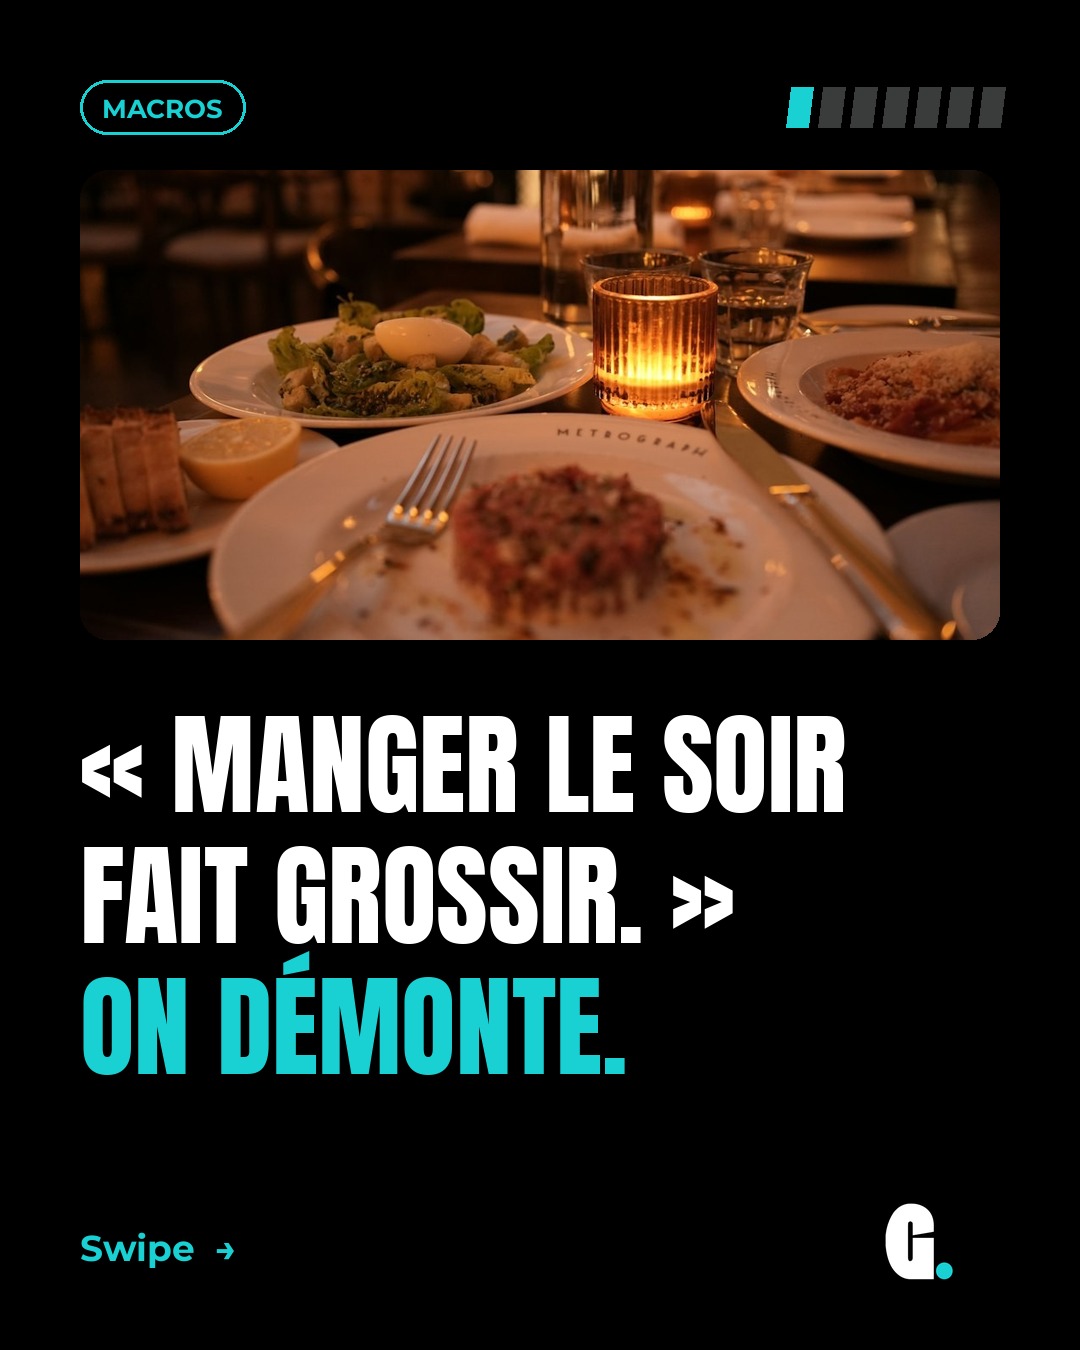 MACROS
METROGRAPH
« MANGER LE SOIR
FAIT GROSSIR. »
ON DÉMONTE.
Swipe →
G.